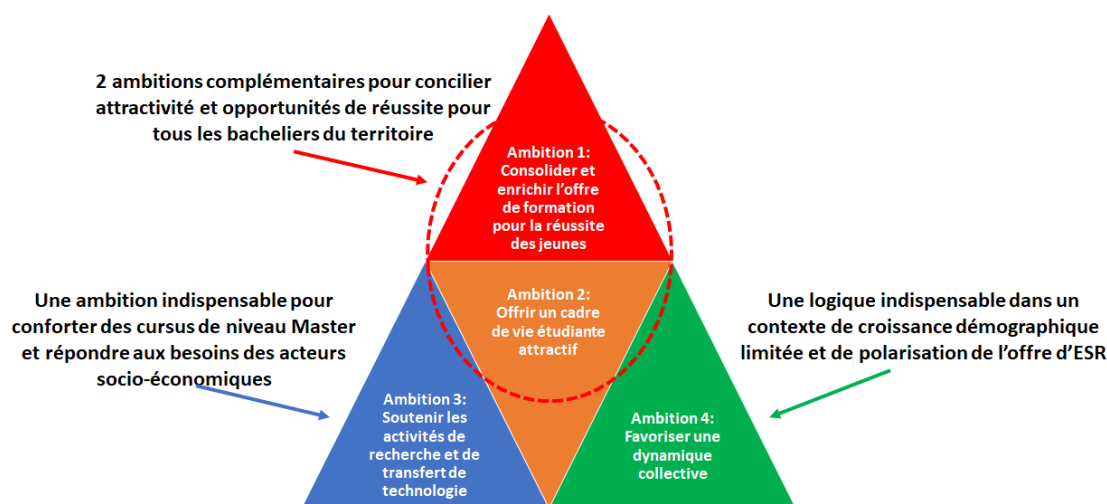 2 ambitions complémentaires pour concilier
attractivité et opportunités de réussite pour
tous les bacheliers du territoire
Ambition 1:
Consolider et
enrichir l’offre
de formation
pour la réussite
des jeunes
Une ambition indispensable pour
conforter des cursus de niveau Master
et répondre aux besoins des acteurs
socio-économiques
Ambition 2:
Offrir un cadre
de vie étudiante
attractif
Une logique indispensable dans un
contexte de croissance démographique
limitée et de polarisation de l’offre d’ESR
Ambition 3:
Soutenir les
activités de
recherche et de
transfert de
technologie
Ambition 4:
Favoriser une
dynamique
collective